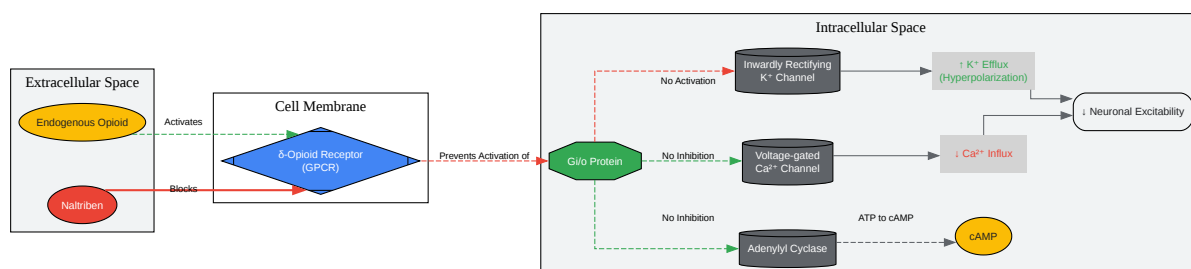 Intracellular Space
Extracellular Space
Cell Membrane
Endogenous Opioid
Activates
Naltriben
Blocks
δ-Opioid Receptor
(GPCR)
Prevents Activation of
Gi/o Protein
No Activation
No Inhibition
No Inhibition
Inwardly Rectifying
K⁺ Channel
Voltage-gated
Ca²⁺ Channel
Adenylyl Cyclase
ATP to cAMP
↑ K⁺ Efflux
(Hyperpolarization)
↓ Ca²⁺ Influx
cAMP
↓ Neuronal Excitability